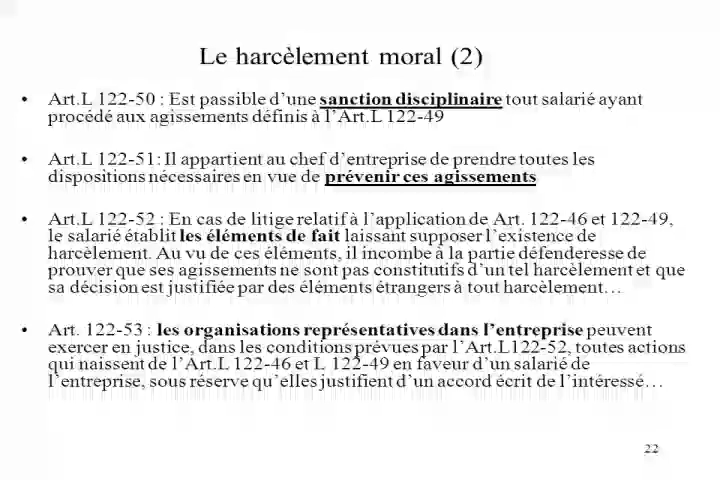 Le harcèlement moral (2)
• Art.L 122-50 : Est passible d'une sanction disciplinaire tout salarié ayant
procédé aux agissements définis à l'Art.L 122-49
• Art.L 122-51: Il appartient au chef d'entreprise de prendre toutes les
dispositions nécessaires en vue de prévenir ces agissements
• Art.L 122-52 : En cas de litige relatif à l'application de Art. 122-46 et 122-49,
le salarié établit les éléments de fait laissant supposer l'existence de
harcèlement. Au vu de ces éléments, il incombe à la partie défenderesse de
prouver que ses agissements ne sont pas constitutifs d'un tel harcèlement et que
sa décision est justifiée par des éléments étrangers à tout harcèlement…
• Art. 122-53 : les organisations représentatives dans l'entreprise peuvent
exercer en justice, dans les conditions prévues par l'Art.L122-52, toutes actions
qui naissent de l'Art.L 122-46 et L 122-49 en faveur d'un salarié de
l'entreprise, sous réserve qu'elles justifient d'un accord écrit de l'intéressé…
22